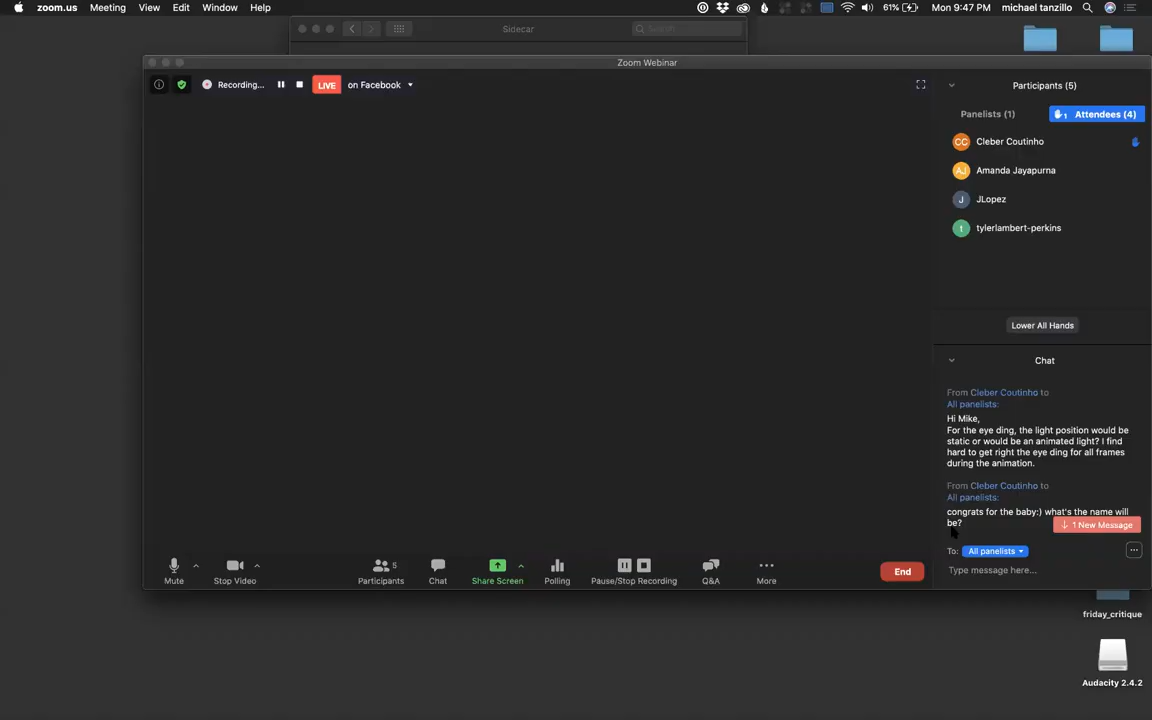 zoom.us Meeting View Edit Window Help 61% Mon 9:47 PM michael tanzillo
Sidecar Search
Zoom Webinar
Recording... LIVE on Facebook
Participants (5)
Panelists (1) 1 Attendees (4)
CC Cleber Coutinho
AJ Amanda Jayapurna
J JLopez
t tylerlambert-perkins
Lower All Hands
Chat
From Cleber Coutinho to
All panelists:
Hi Mike,
For the eye ding, the light position would be
static or would be an animated light? I find
hard to get right the eye ding for all frames
during the animation.
From Cleber Coutinho to
All panelists:
congrats for the baby:) what's the name will
be?
1 New Message
To: All panelists
Type message here...
5
Mute Stop Video Participants Chat Share Screen Polling Pause/Stop Recording Q&A More End
friday_critique
Audacity 2.4.2